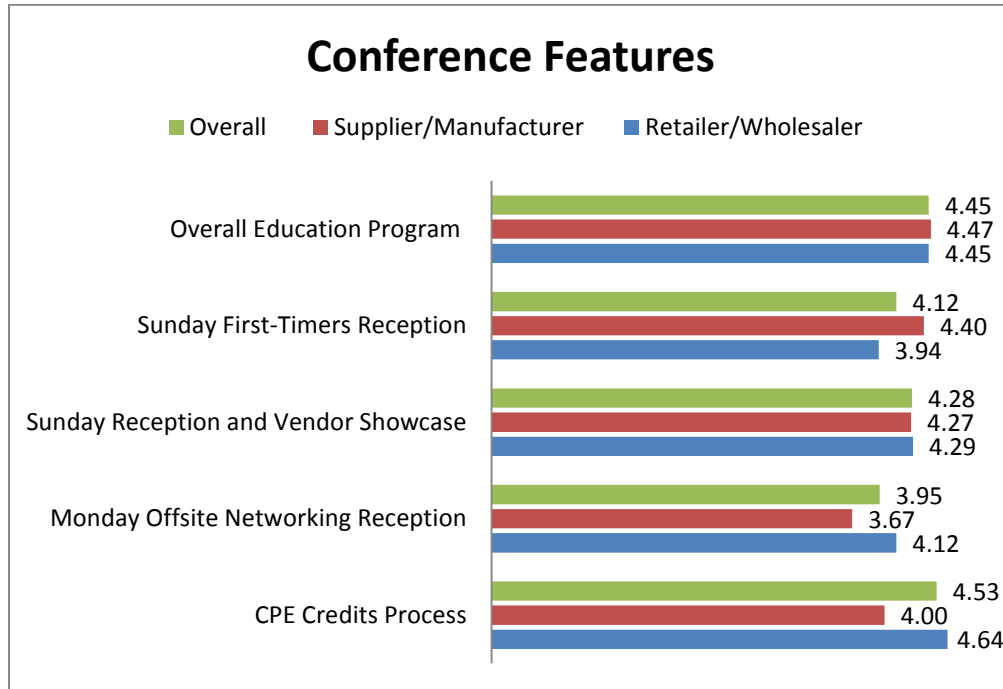 Conference Features
Overall Supplier/Manufacturer Retailer/Wholesaler
4.45
Overall Education Program 4.47
4.45
4.12
Sunday First-Timers Reception 4.40
3.94
4.28
Sunday Reception and Vendor Showcase 4.27
4.29
3.95
Monday Offsite Networking Reception 3.67
4.12
4.53
CPE Credits Process 4.00
4.64